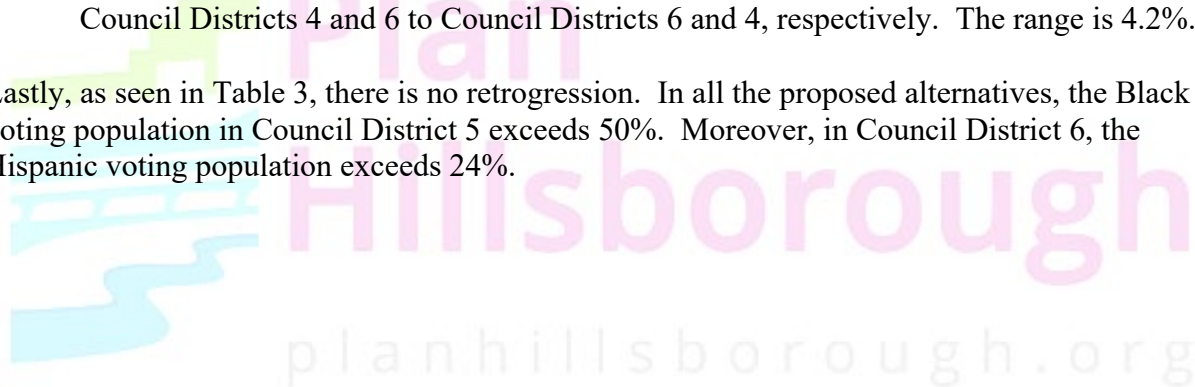 Council Districts 4 and 6 to Council Districts 6 and 4, respectively. The range is 4.2%.
Plan
Lastly, as seen in Table 3, there is no retrogression. In all the proposed alternatives, the Black
voting population in Council District 5 exceeds 50%. Moreover, in Council District 6, the
Hispanic voting population exceeds 24%.
Hillsborough
planhillsborough.org